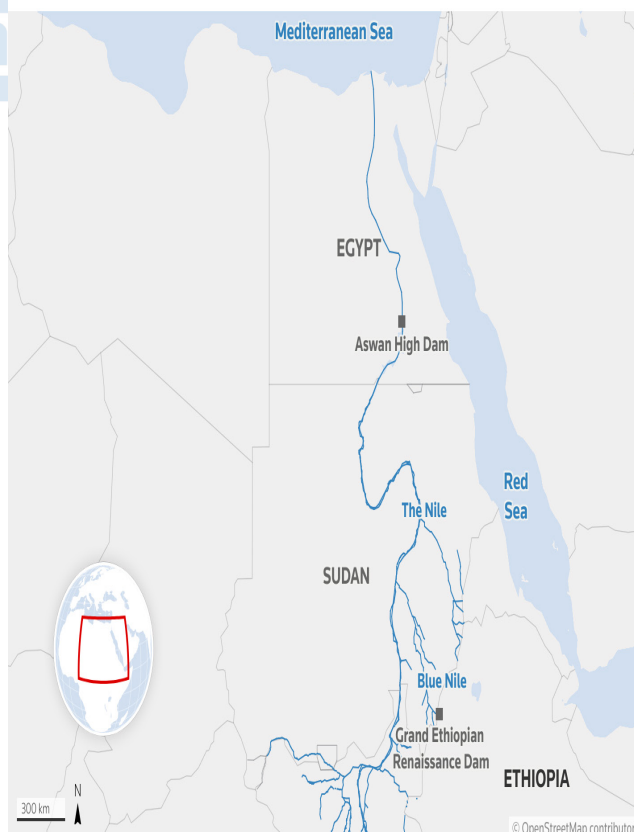 Mediterranean Sea
EGYPT
Aswan High Dam
Red
Sea
The Nile
SUDAN
Blue Nile
Grand Ethiopian
Renaissance Dam
ETHIOPIA
N
300 km
© OpenStreetMap contributor